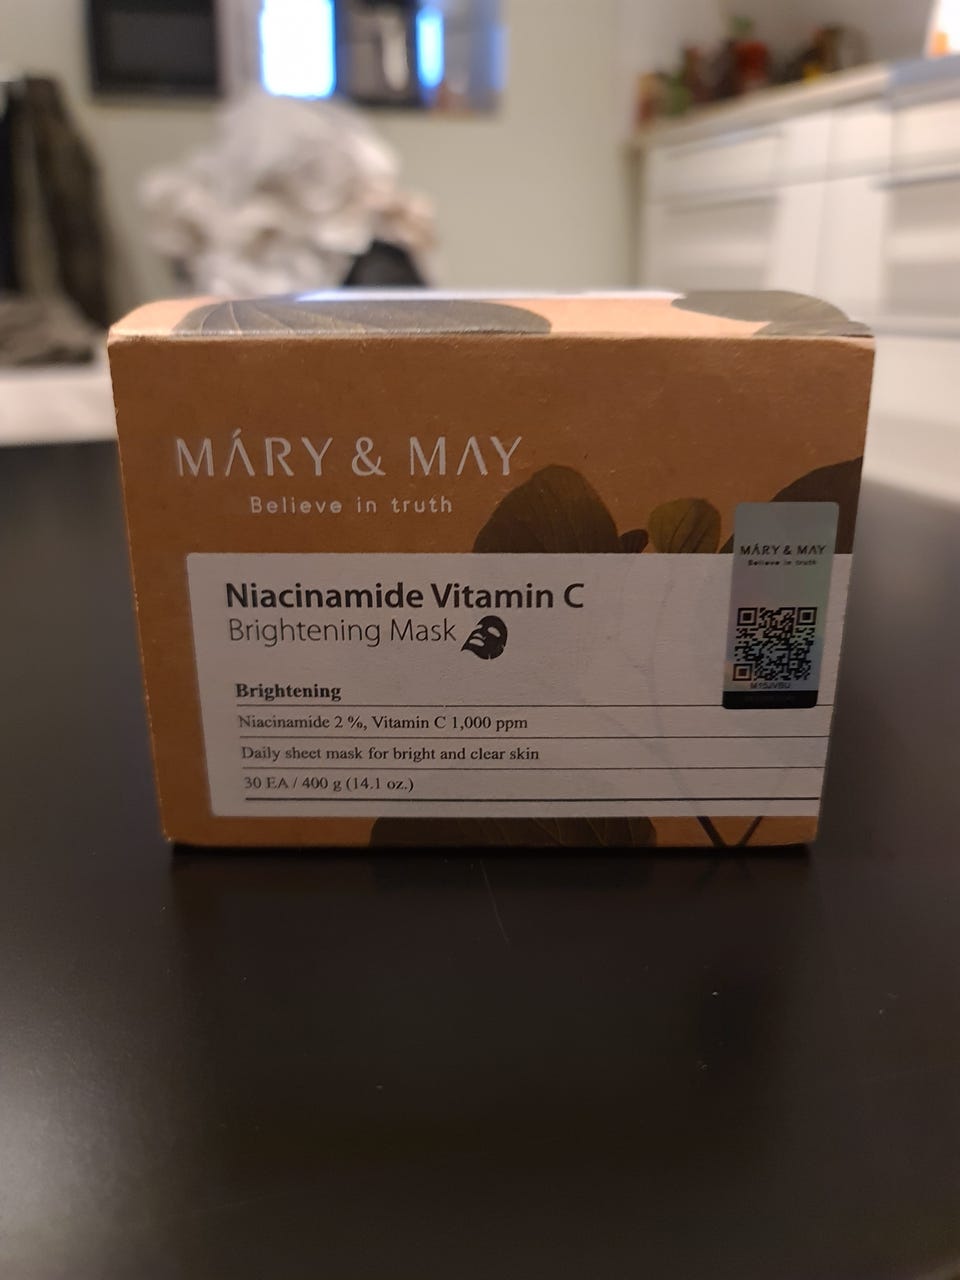 MÁRY & MAY
Believe in truth
Niacinamide Vitamin C
Brightening Mask
Brightening
Niacinamide 2 %, Vitamin C 1,000 ppm
Daily sheet mask for bright and clear skin
30 EA / 400 g (14.1 oz.)
MÁRY & MAY
Believe in truth